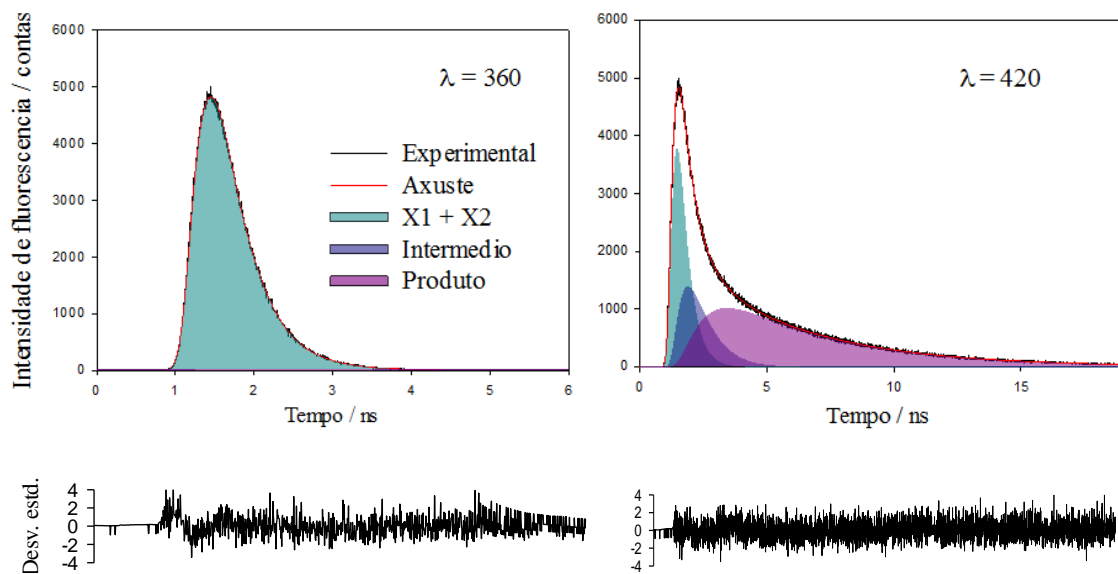 Intensidade de fluorescencia / contas
6000
5000
4000
3000
2000
1000
0
λ = 360
Experimental
Axuste
X1 + X2
Intermedio
Produto
0 1 2 3 4 5 6
Tempo / ns
6000
5000
4000
3000
2000
1000
0
λ = 420
0 5 10 15
Tempo / ns
Desv. estd.
4
2
0
-2
-4
4
2
0
-2
-4